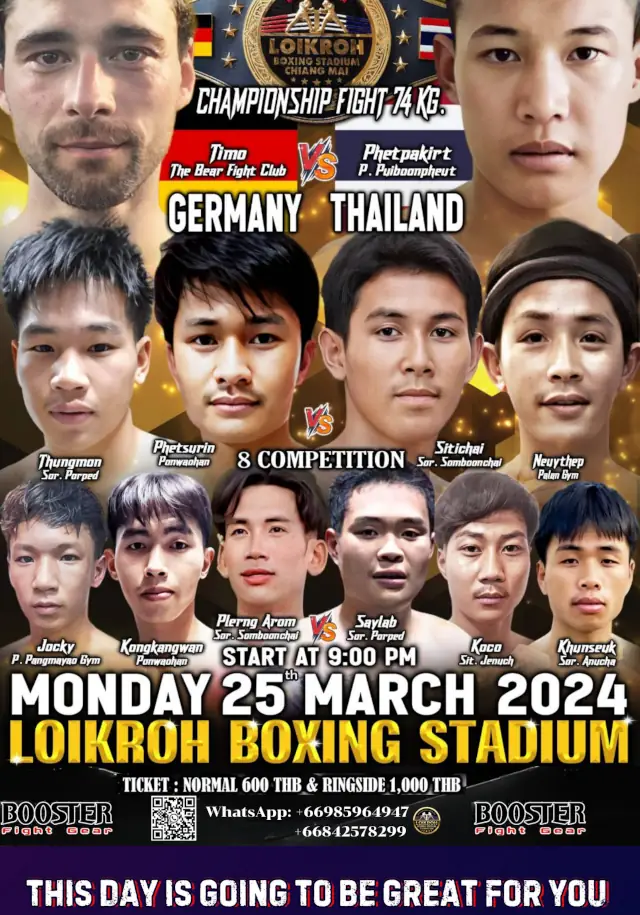 LOIKROH
BOXING STADIUM
CHIANG MAI
CHAMPIONSHIP FIGHT 74 KG.
Timo
The Bear Fight Club
VS
Phetpakirt
P. Puiboonpheut
GERMANY THAILAND
Thungmon
Sor. Porped
Phetsurin
Ponwaohan
VS
8 COMPETITION
Sitichai
Sor. Somboonchai
Neuythep
Palan Gym
Jocky
P. Pangmayao Gym
Kongkangwan
Ponwaohan
Plerng Arom
Sor. Somboonchai
VS
Saylab
Sor. Porped
Koco
Sit. Jenuch
Khunseuk
Sor. Anucha
START AT 9:00 PM
MONDAY 25th MARCH 2024
LOIKROH BOXING STADIUM
TICKET : NORMAL 600 THB & RINGSIDE 1,000 THB
BOOSTER
Fight Gear
WhatsApp: +66985964947
+66842578299
BOOSTER
Fight Gear
THIS DAY IS GOING TO BE GREAT FOR YOU